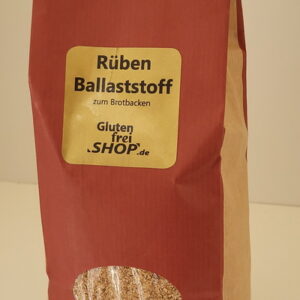 Rüben
Ballaststoff
zum Brotbacken
Gluten
frei
SHOP.de